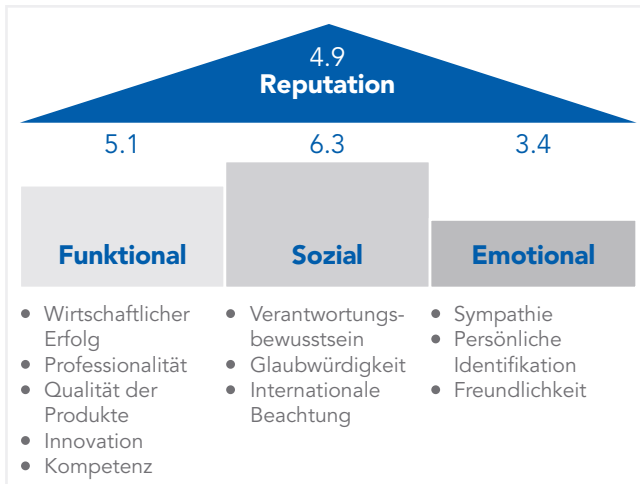 4.9
Reputation
5.1
6.3
3.4
Funktional
Sozial
Emotional
• Wirtschaftlicher
Erfolg
• Professionalität
• Qualität der
Produkte
• Innovation
• Kompetenz
• Verantwortungs-
bewusstsein
• Glaubwürdigkeit
• Internationale
Beachtung
• Sympathie
• Persönliche
Identifikation
• Freundlichkeit